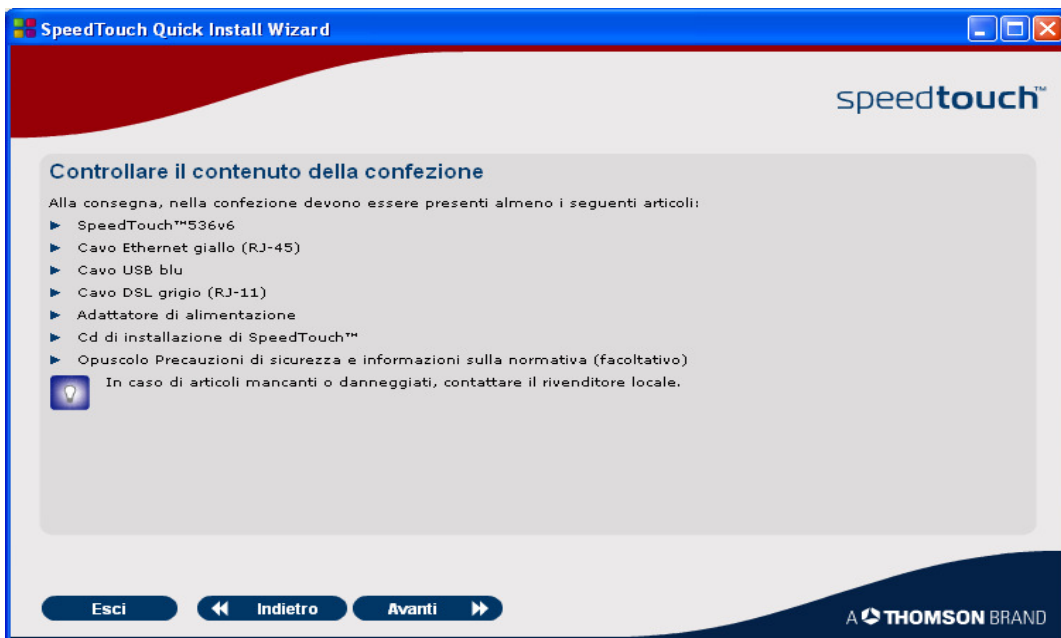 SpeedTouch Quick Install Wizard
speedtouch™
Controllare il contenuto della confezione
Alla consegna, nella confezione devono essere presenti almeno i seguenti articoli:
SpeedTouch™536v6
Cavo Ethernet giallo (RJ-45)
Cavo USB blu
Cavo DSL grigio (RJ-11)
Adattatore di alimentazione
Cd di installazione di SpeedTouch™
Opuscolo Precauzioni di sicurezza e informazioni sulla normativa (facoltativo)
In caso di articoli mancanti o danneggiati, contattare il rivenditore locale.
Esci
Indietro
Avanti
A THOMSON BRAND